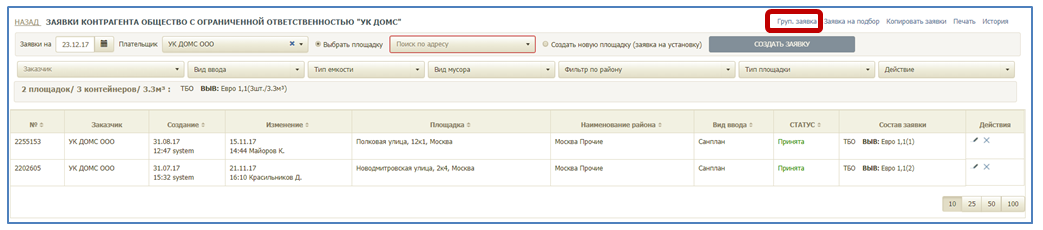 НАЗАД ЗАЯВКИ КОНТРАГЕНТА ОБЩЕСТВО С ОГРАНИЧЕННОЙ ОТВЕТСТВЕННОСТЬЮ "УК ДОМС" Груп. заявка Заявка на подбор Копировать заявки Печать История
Заявки на 23.12.17 Плательщик УК ДОМС ООО Выбрать площадку Поиск по адресу Создать новую площадку (заявка на установку) СОЗДАТЬ ЗАЯВКУ
Заказчик Вид ввода Тип емкости Вид мусора Фильтр по району Тип площадки Действие
2 площадок/ 3 контейнеров/ 3.3м³ : ТБО ВЫВ: Евро 1,1(3шт./3.3м³)
№ Заказчик Создание Изменение Площадка Наименование района Вид ввода СТАТУС Состав заявки Действия
2255153 УК ДОМС ООО 31.08.17 15.11.17 Полковая улица, 12к1, Москва Москва Прочие Санплан Принята ТБО ВЫВ: Евро 1,1(1)
12:47 system 14:44 Майоров К.
2202605 УК ДОМС ООО 31.07.17 21.11.17 Новодмитровская улица, 2к4, Москва Москва Прочие Санплан Принята ТБО ВЫВ: Евро 1,1(2)
15:32 system 16:10 Красильников Д.
10 25 50 100